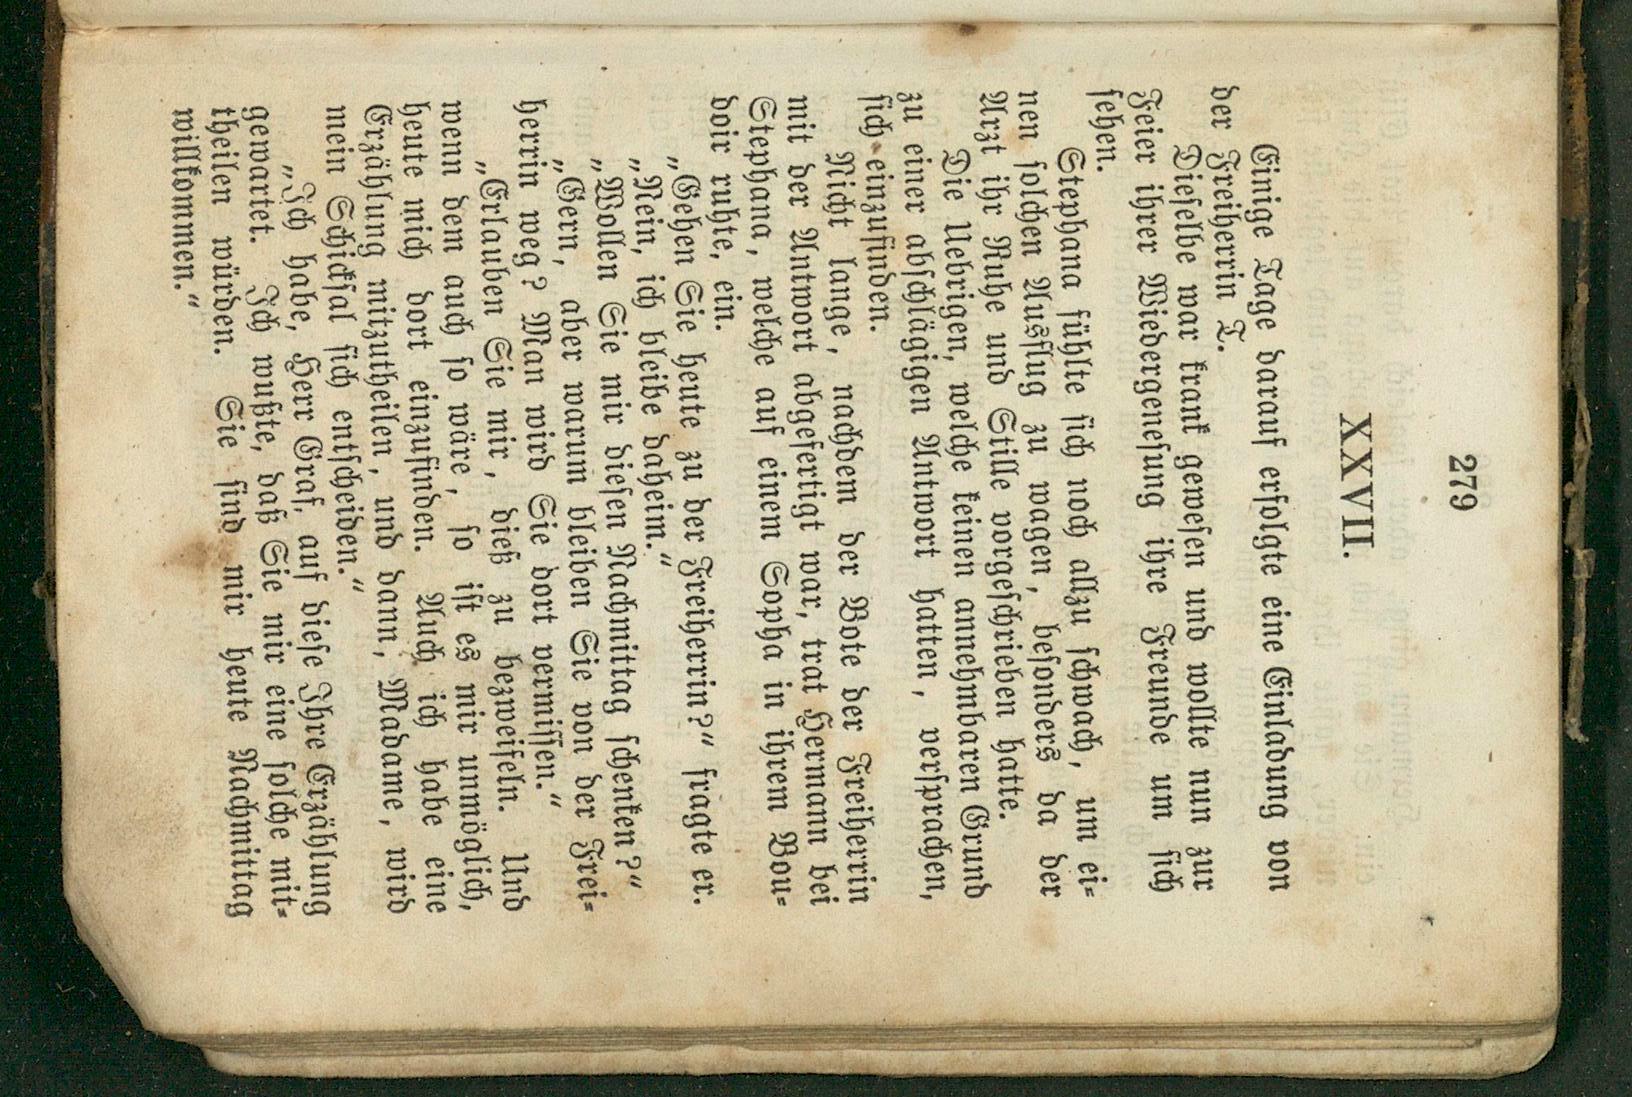 279
XXVII.
Einige Tage darauf erfolgte eine Einladung von
der Freiherrin T.
Dieselbe war krank gewesen und wollte nun zur
Feier ihrer Wiedergenesung ihre Freunde um sich
sehen.
Stephana fühlte sich noch allzu schwach, um ei-
nen solchen Ausflug zu wagen, besonders da der
Arzt ihr Ruhe und Stille vorgeschrieben hatte.
Die Uebrigen, welche keinen annehmbaren Grund
zu einer abschlägigen Antwort hatten, versprachen,
sich einzufinden.
Nicht lange, nachdem der Bote der Freiherrin
mit der Antwort abgefertigt war, trat Hermann bei
Stephana, welche auf einem Sopha in ihrem Bou-
doir ruhte, ein.
„Gehen Sie heute zu der Freiherrin?“ fragte er.
„Nein, ich bleibe daheim.“
„Wollen Sie mir diesen Nachmittag schenken?“
„Gern, aber warum bleiben Sie von der Frei-
herrin weg? Man wird Sie dort vermissen.“
„Erlauben Sie mir, dieß zu bezweifeln. Und
wenn dem auch so wäre, so ist es mir unmöglich,
heute mich dort einzufinden. Auch ich habe eine
Erzählung mitzutheilen, und dann, Madame, wird
mein Schicksal sich entscheiden.“
„Ich habe, Herr Graf, auf diese Ihre Erzählung
gewartet. Ich wußte, daß Sie mir eine solche mit-
theilen würden. Sie sind mir heute Nachmittag
willkommen.“